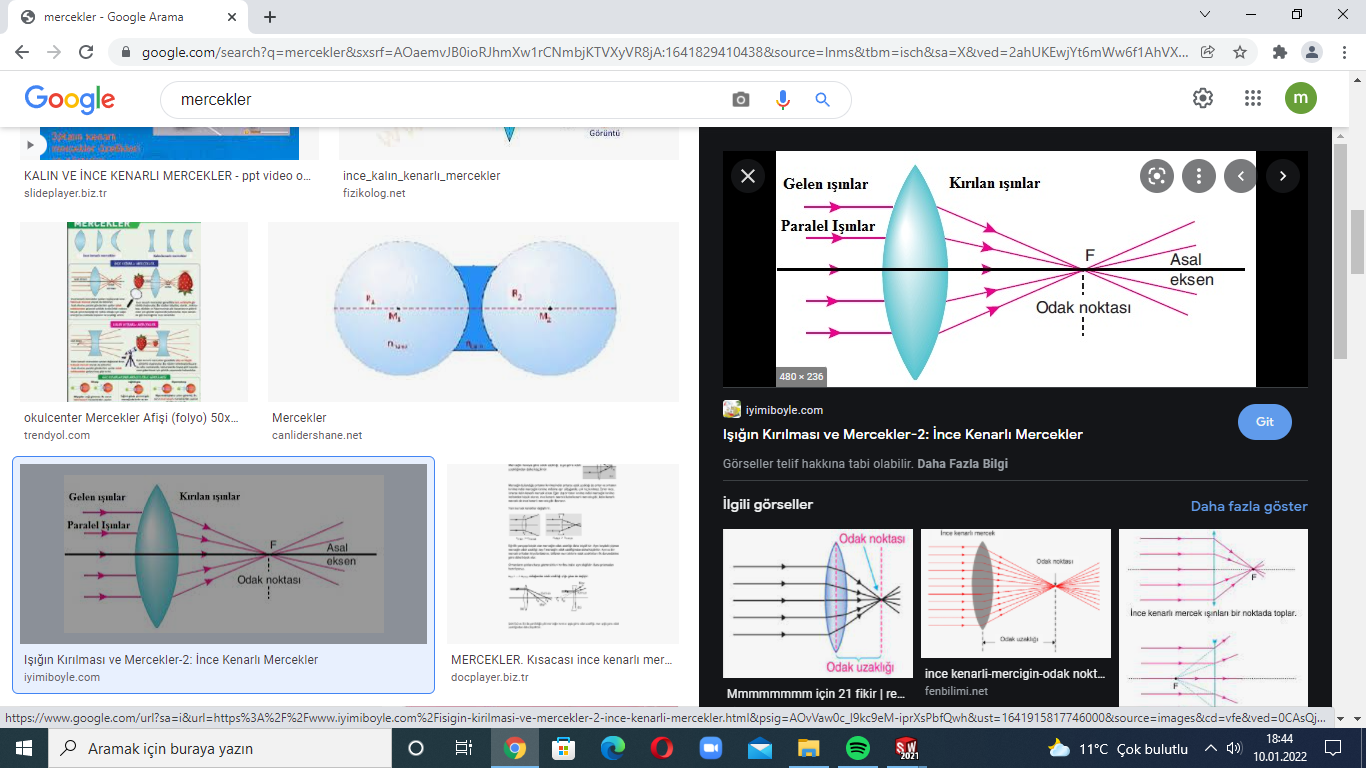 mercekler - Google Arama
google.com/search?q=mercekler&sxsrf=AOaemvJB0ioRJhmXw1rCNmbjKTVXyVR8jA:1641829410438&source=lnms&tbm=isch&sa=X&ved=2ahUKEwjYt6mWw6f1AhVX...
Google
mercekler
m
Görüntü
KALIN VE İNCE KENARLI MERCEKLER - ppt video o...
slideplayer.biz.tr
ince_kalın_kenarlı_mercekler
fizikolog.net
MERCEKLER
R1
M1
R2
M2
okulcenter Mercekler Afişi (folyo) 50x...
trendyol.com
Mercekler
canlidershane.net
Gelen ışınlar
Kırılan ışınlar
Paralel Işınlar
F
Asal
eksen
Odak noktası
Işığın Kırılması ve Mercekler-2: İnce Kenarlı Mercekler
iyimiboyle.com
MERCEKLER. Kısacası ince kenarlı mer...
docplayer.biz.tr
Gelen ışınlar
Kırılan ışınlar
Paralel Işınlar
F
Asal
eksen
Odak noktası
480 × 236
iyimiboyle.com
Git
Işığın Kırılması ve Mercekler-2: İnce Kenarlı Mercekler
Görseller telif hakkına tabi olabilir. Daha Fazla Bilgi
İlgili görseller
Daha fazla göster
Odak noktası
Odak uzaklığı
Mmmmmmmm için 21 fikir | re...
İnce kenarlı mercek
Odak noktası
Odak uzaklığı
ince kenarli-mercigin-odak nokt...
fenbilimi.net
F
İnce kenarlı mercek ışınları bir noktada toplar.
F
https://www.google.com/url?sa=i&url=https%3A%2F%2Fwww.iyimiboyle.com%2Fisigin-kirilmasi-ve-mercekler-2-ince-kenarli-mercekler.html&psig=AOvVaw0c_l9kc9eM-iprXsPbfQwh&ust=1641915817746000&source=images&cd=vfe&ved=0CAsQj...
Aramak için buraya yazın
SW
2021
11°C Çok bulutlu
18:44
10.01.2022